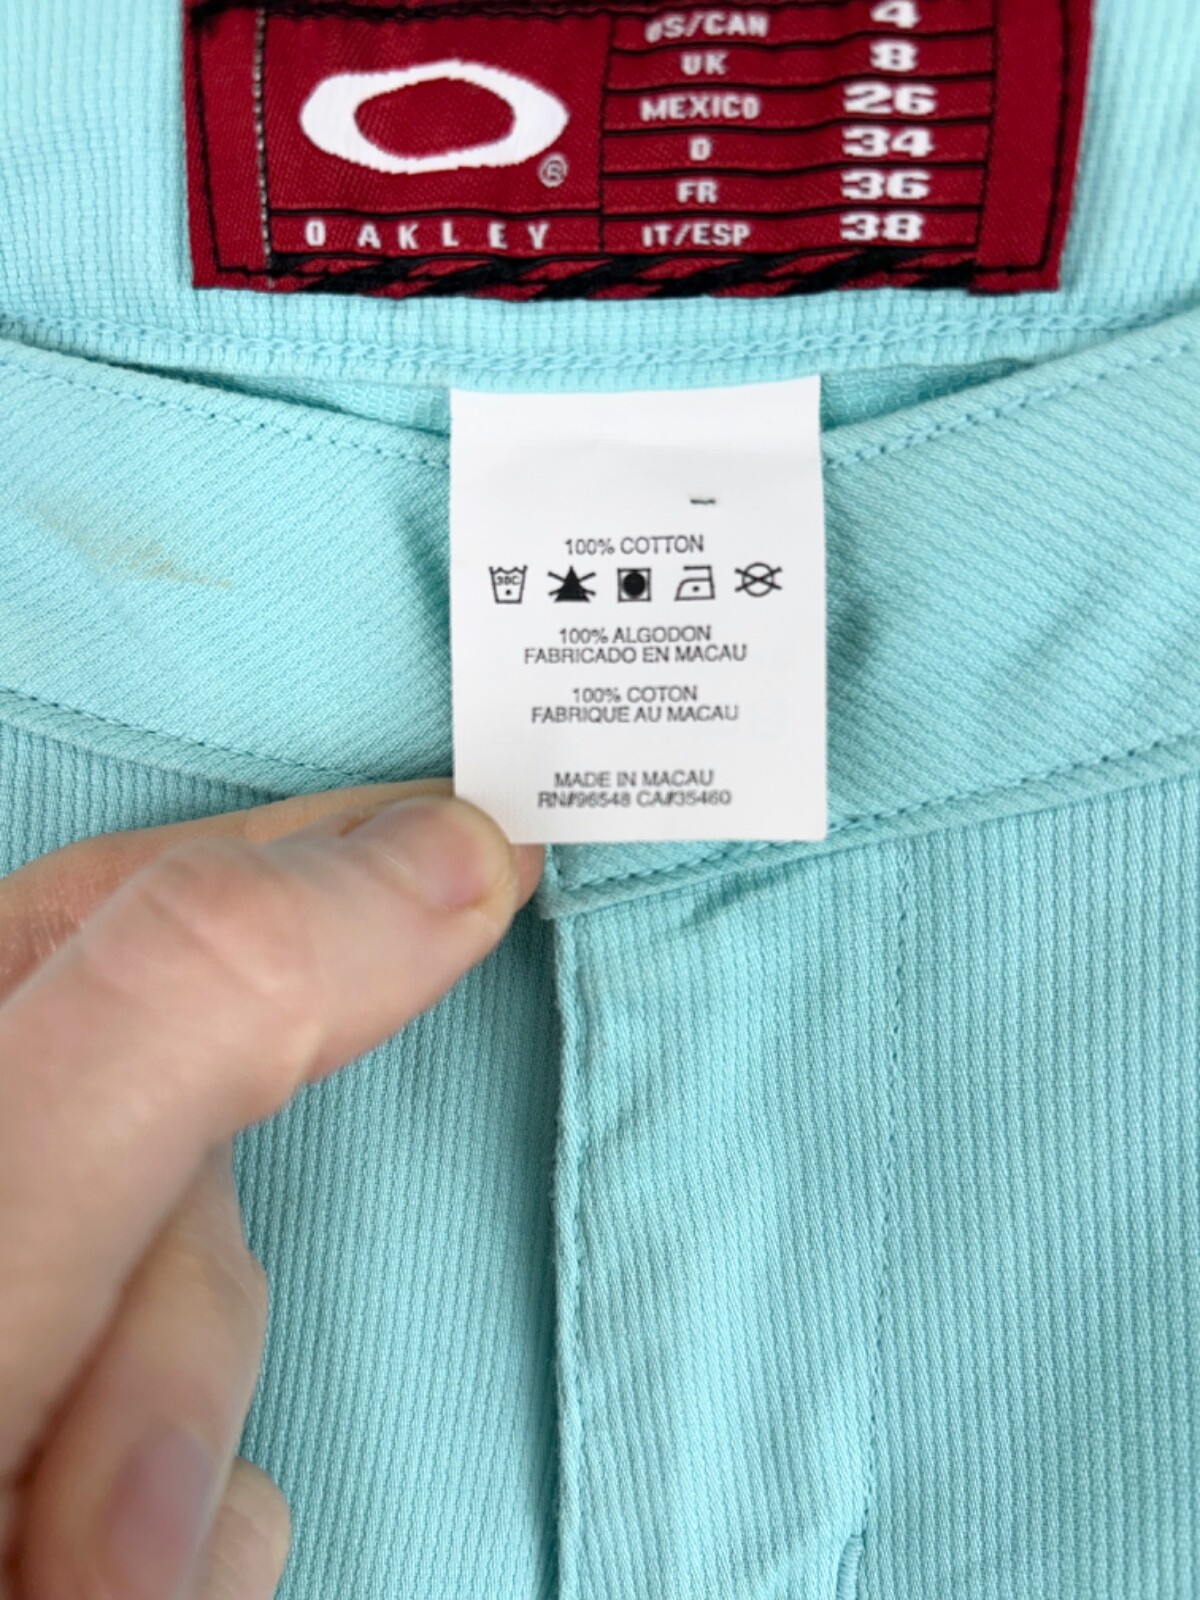 US/CAN 4
UK 8
MEXICO 26
D 34
FR 36
IT/ESP 38
®
OAKLEY
100% COTTON
30C
100% ALGODON
FABRICADO EN MACAU
100% COTON
FABRIQUE AU MACAU
MADE IN MACAU
RN#96548 CA#35460